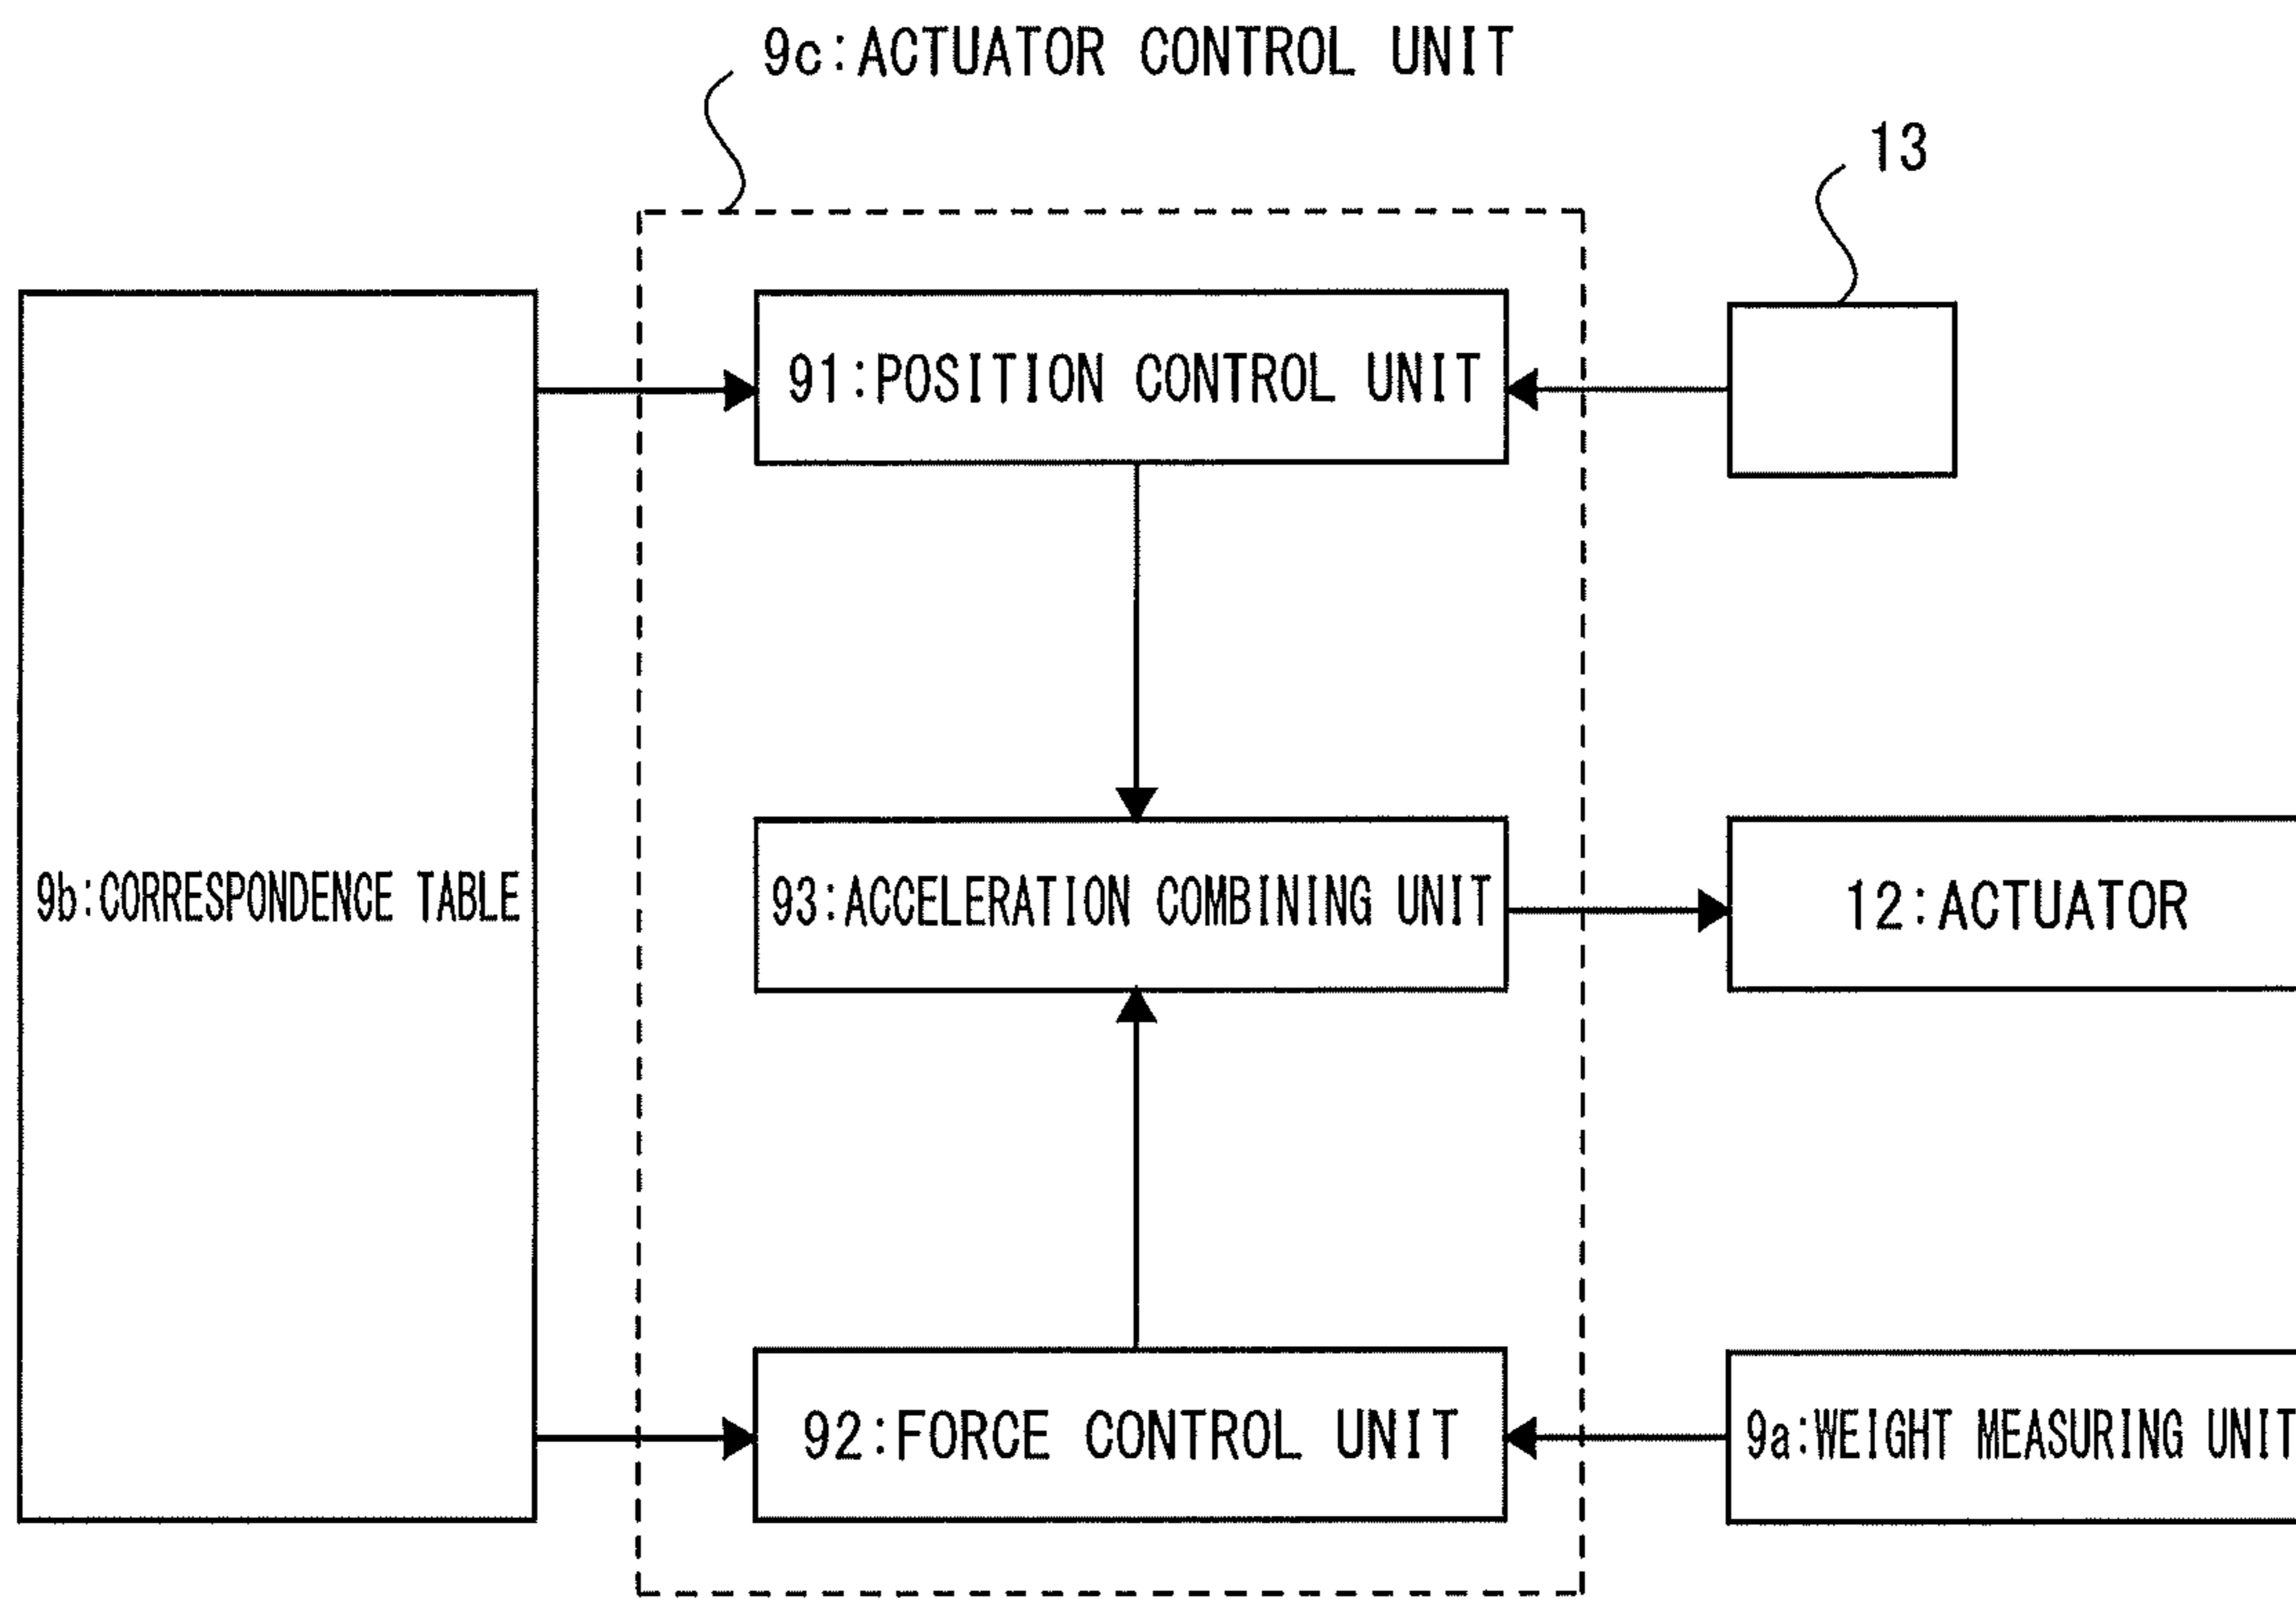 9c:ACTUATOR CONTROL UNIT
13
91:POSITION CONTROL UNIT
9b:CORRESPONDENCE TABLE
93:ACCELERATION COMBINING UNIT
12:ACTUATOR
92:FORCE CONTROL UNIT
9a:WEIGHT MEASURING UNIT